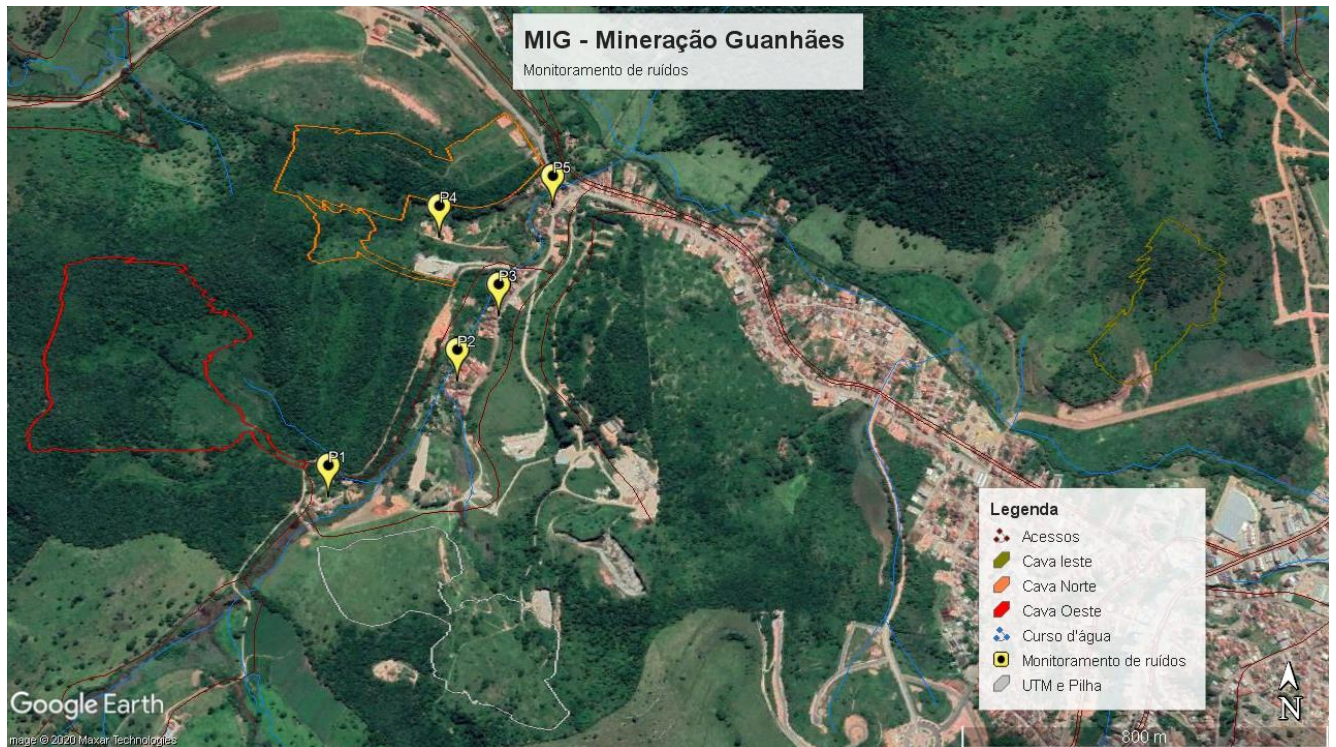 MIG - Mineração Guanhães
Monitoramento de ruídos
P5
P4
P3
P2
P1
Legenda
Acessos
Cava leste
Cava Norte
Cava Oeste
Curso d'água
Monitoramento de ruídos
UTM e Pilha
Google Earth
N
mage © 2020 Maxar Technologies
800 m